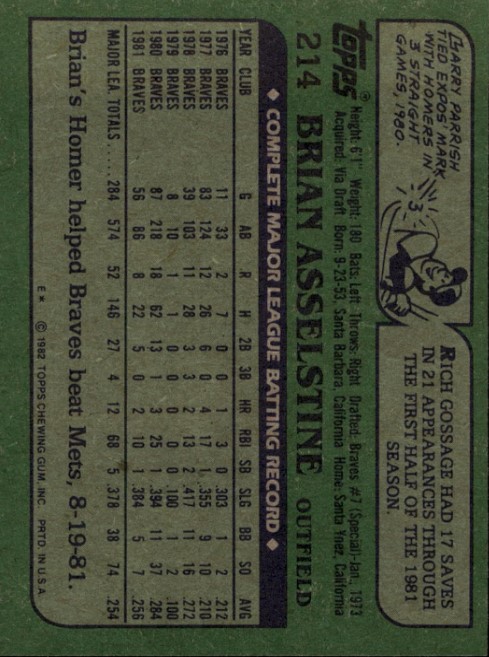 LARRY PARRISH
TIED EXPOS MARK
WITH HOMERS IN
3 STRAIGHT
GAMES, 1980.
3
RICH GOSSAGE HAD 17 SAVES
IN 21 APPEARANCES THROUGH
THE FIRST HALF OF THE 1981
SEASON.
TOPPS®
Height: 6'1" Weight: 180 Bats: Left Throws: Right Drafted: Braves #7 (Special)-Jan., 1973
Acquired: Via Draft Born: 9-23-53, Santa Barbara, California Home: Santa Ynez, California
214 BRIAN ASSELSTINE OUTFIELD
◆ COMPLETE MAJOR LEAGUE BATTING RECORD ◆
YEAR CLUB G AB R H 2B 3B HR RBI SB SLG BB SO AVG
1976 BRAVES 11 33 2 7 0 0 1 3 0 .303 1 2 .212
1977 BRAVES 83 124 12 26 6 0 4 17 1 .355 9 10 .210
1978 BRAVES 39 103 11 28 3 3 2 13 2 .417 11 16 .272
1979 BRAVES 8 10 1 1 0 0 0 0 0 .100 1 2 .100
1980 BRAVES 87 218 18 62 13 1 3 25 1 .394 11 37 .284
1981 BRAVES 56 86 8 22 5 0 2 10 1 .384 5 7 .256
MAJOR LEA. TOTALS ..... 284 574 52 146 27 4 12 68 5 .378 38 74 .254
Brian's Homer helped Braves beat Mets, 8-19-81.
E* © 1982 TOPPS CHEWING GUM, INC. PRTD. IN U.S.A.